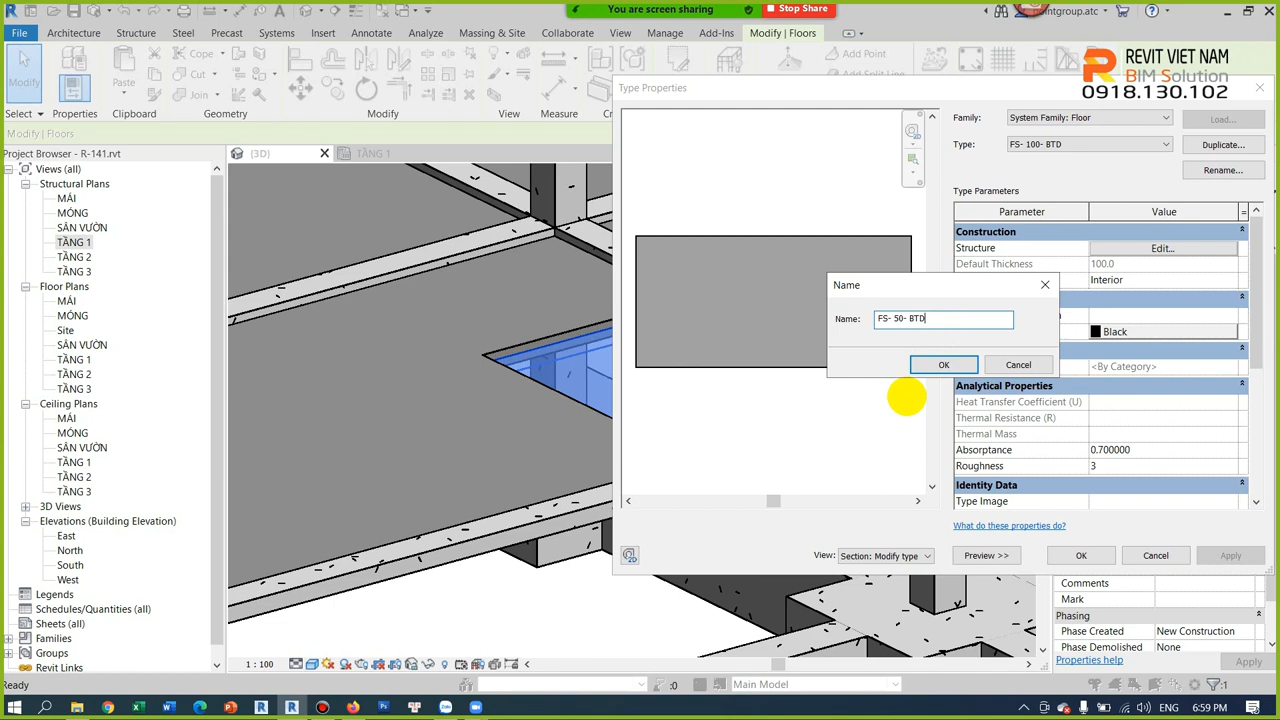 You are screen sharing
Stop Share
File
Architecture
Structure
Steel
Precast
Systems
Insert
Annotate
Analyze
Massing & Site
Collaborate
View
Manage
Add-Ins
Modify | Floors
Modify
Paste
Cope
Cut
Join
Add Point
Select
Properties
Clipboard
Geometry
Modify
View
Measure
REVIT VIET NAM
BIM Solution
0918.130.102
Modify | Floors
Project Browser - R-141.rvt
Views (all)
Structural Plans
MÁI
MÓNG
SÂN VƯỜN
TẦNG 1
TẦNG 2
TẦNG 3
Floor Plans
MÁI
MÓNG
Site
TẦNG 1
TẦNG 2
TẦNG 3
Ceiling Plans
MÁI
MÓNG
SÂN VƯỜN
TẦNG 1
TẦNG 2
TẦNG 3
3D Views
Elevations (Building Elevation)
East
North
South
West
Legends
Schedules/Quantities (all)
Sheets (all)
Families
Groups
Revit Links
{3D}
TẦNG 1
Type Properties
Family:
System Family: Floor
Load...
Type:
FS- 100- BTD
Duplicate...
Rename...
Type Parameters
Parameter
Value
=
Construction
Structure
Edit...
Default Thickness
100.0
Interior
Black
<By Category>
Analytical Properties
Heat Transfer Coefficient (U)
Thermal Resistance (R)
Thermal Mass
Absorptance
0.700000
Roughness
3
Identity Data
Type Image
What do these properties do?
View:
Section: Modify type
Preview >>
OK
Cancel
Apply
Name
Name:
FS- 50- BTD
OK
Cancel
Comments
Mark
Phasing
Phase Created
New Construction
Phase Demolished
None
Properties help
Apply
1 : 100
Ready
:0
Main Model
:1
6:59 PM